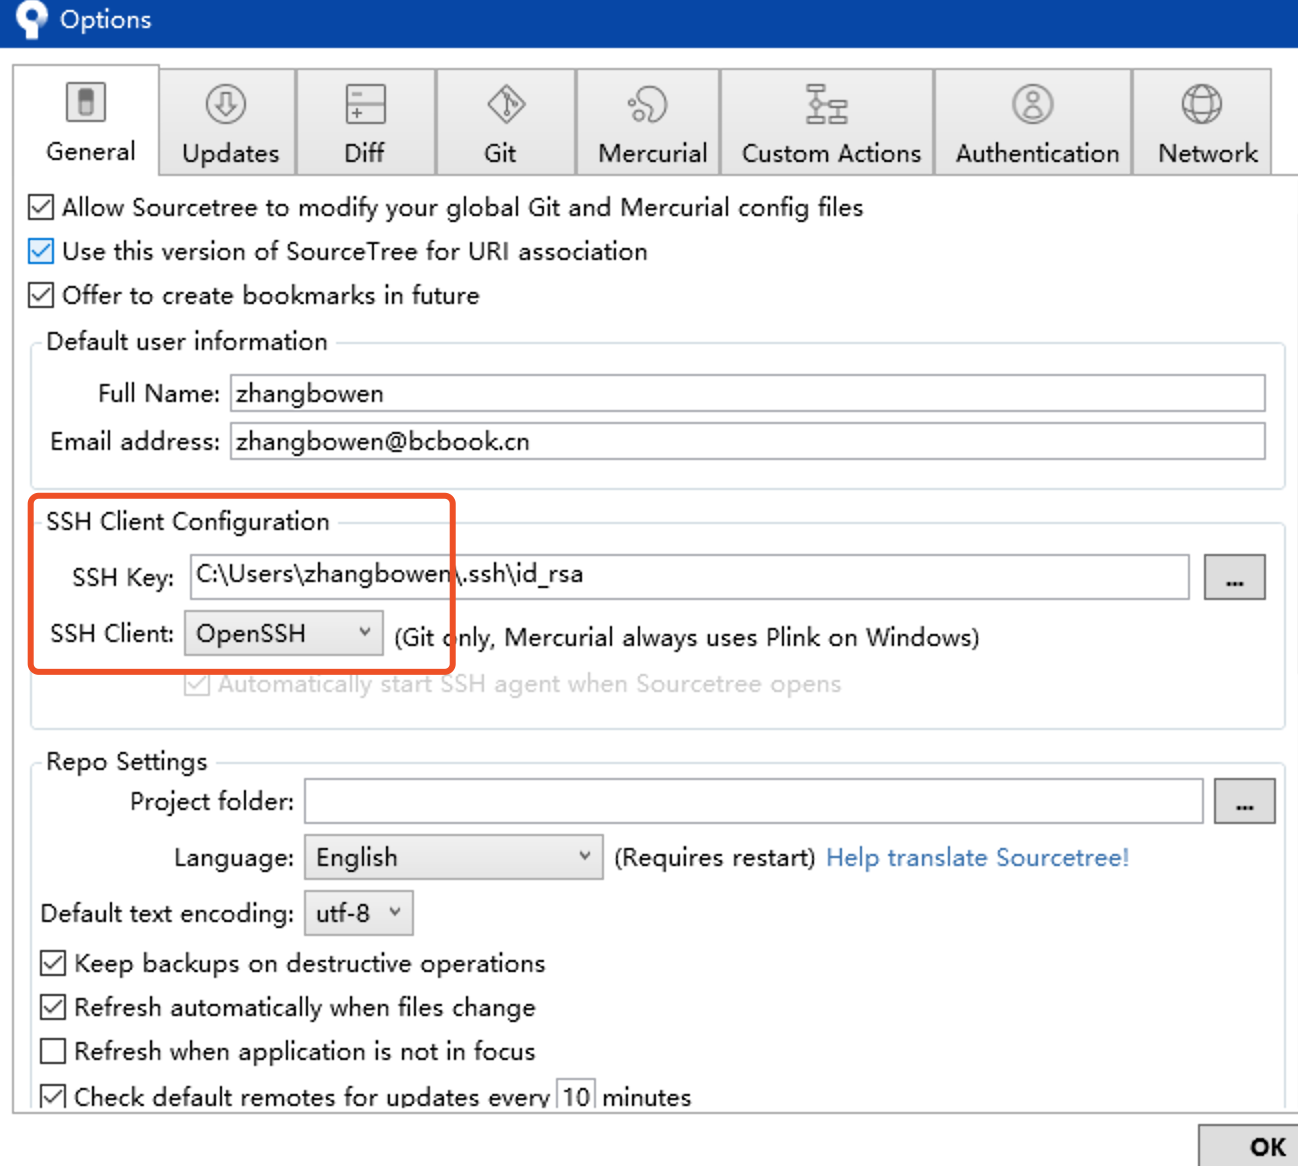 Options
General Updates Diff Git Mercurial Custom Actions Authentication Network
Allow Sourcetree to modify your global Git and Mercurial config files
Use this version of SourceTree for URI association
Offer to create bookmarks in future
Default user information
Full Name: zhangbowen
Email address: zhangbowen@bcbook.cn
SSH Client Configuration
SSH Key: C:\Users\zhangbowen\.ssh\id_rsa ...
SSH Client: OpenSSH (Git only, Mercurial always uses Plink on Windows)
Automatically start SSH agent when Sourcetree opens
Repo Settings
Project folder: ...
Language: English (Requires restart) Help translate Sourcetree!
Default text encoding: utf-8
Keep backups on destructive operations
Refresh automatically when files change
Refresh when application is not in focus
Check default remotes for updates every 10 minutes
OK